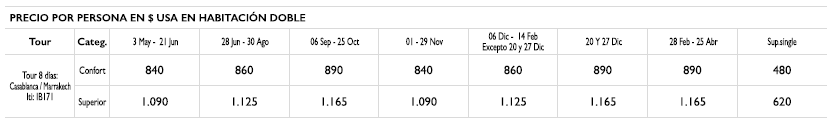 PRECIO POR PERSONA EN $ USA EN HABITACIÓN DOBLE
Tour Categ. 3 May - 21 Jun 28 Jun - 30 Ago 06 Sep - 25 Oct 01 - 29 Nov 06 Dic - 14 Feb Excepto 20 y 27 Dic 20 Y 27 Dic 28 Feb - 25 Abr Sup.single
Tour 8 dias:
Casablanca / Marrakech
Iti: IB171
Confort 840 860 890 840 860 890 890 480
Superior 1.090 1.125 1.165 1.090 1.125 1.165 1.165 620